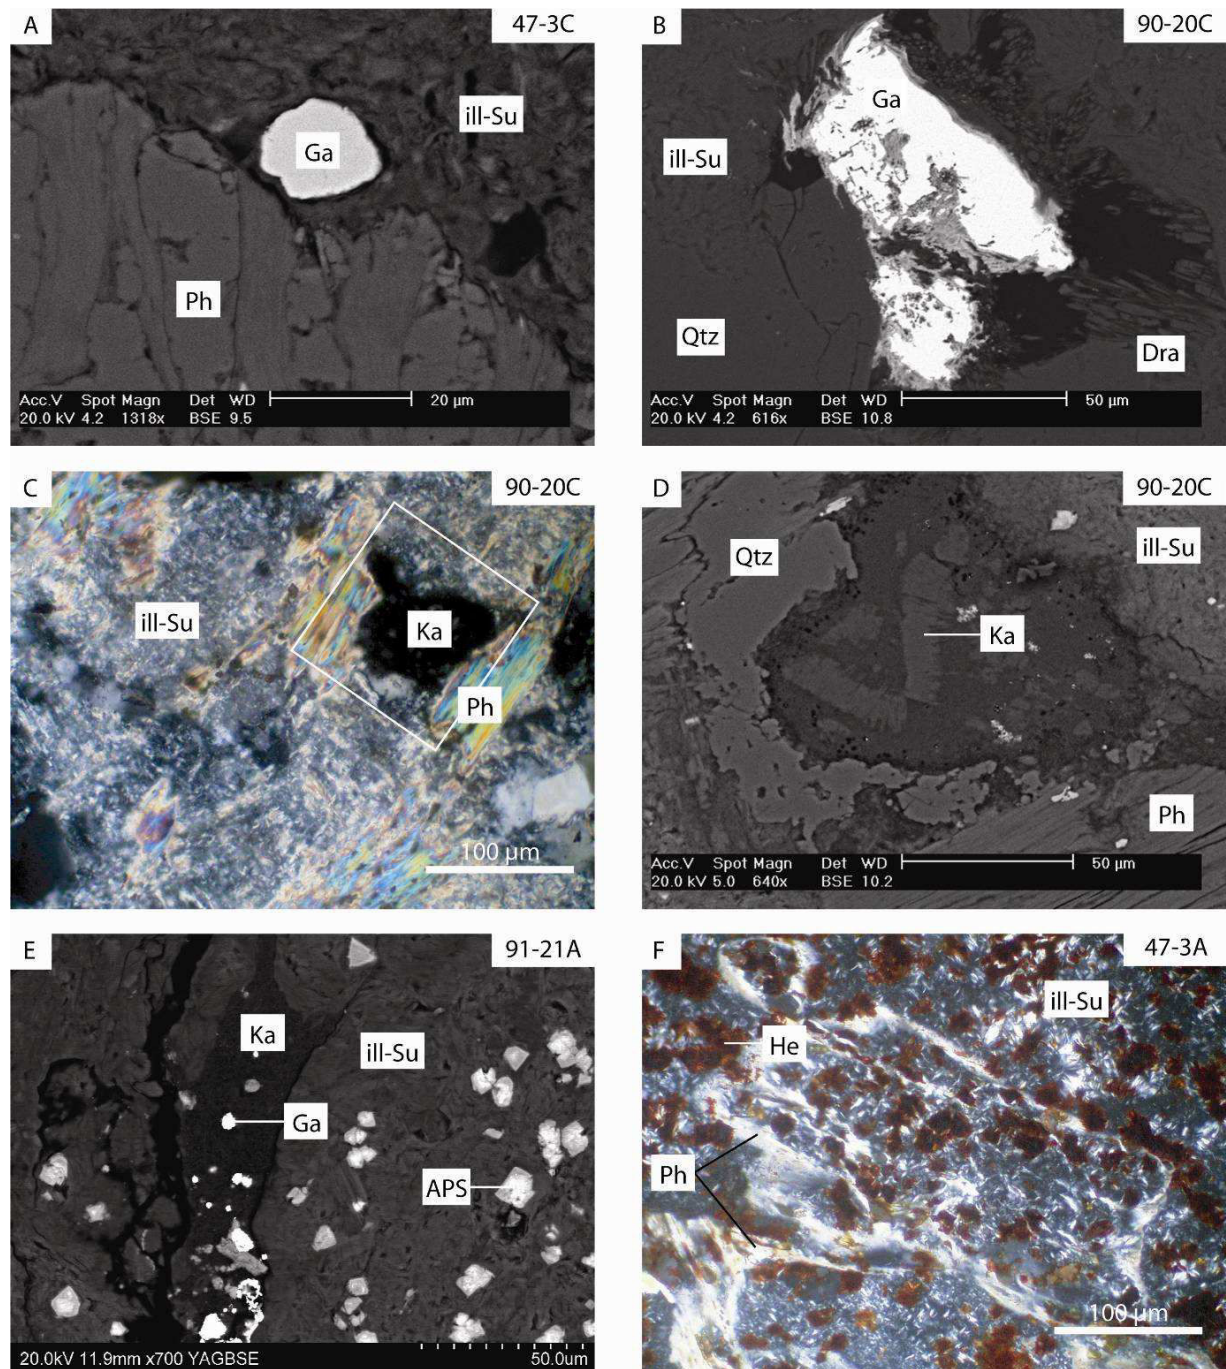 A 47-3C
ill-Su
Ga
Ph
Acc.V Spot Magn Det WD 20 µm
20.0 kV 4.2 1318x BSE 9.5
B 90-20C
Ga
ill-Su
Qtz
Dra
Acc.V Spot Magn Det WD 50 µm
20.0 kV 4.2 616x BSE 10.8
C 90-20C
ill-Su
Ka
Ph
100 µm
D 90-20C
Qtz
ill-Su
Ka
Ph
Acc.V Spot Magn Det WD 50 µm
20.0 kV 5.0 640x BSE 10.2
E 91-21A
Ka
ill-Su
Ga
APS
20.0kV 11.9mm x700 YAGBSE 50.0um
F 47-3A
ill-Su
He
Ph
100 µm